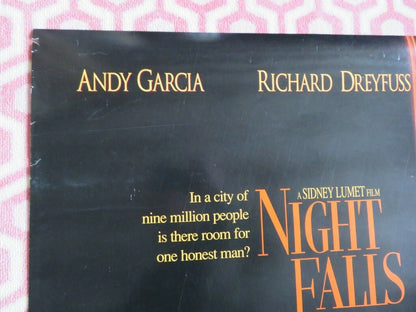 ANDY GARCIA RICHARD DREYFUSS
In a city of
nine million people
is there room for
one honest man?
A SIDNEY LUMET FILM
NIGHT
FALLS